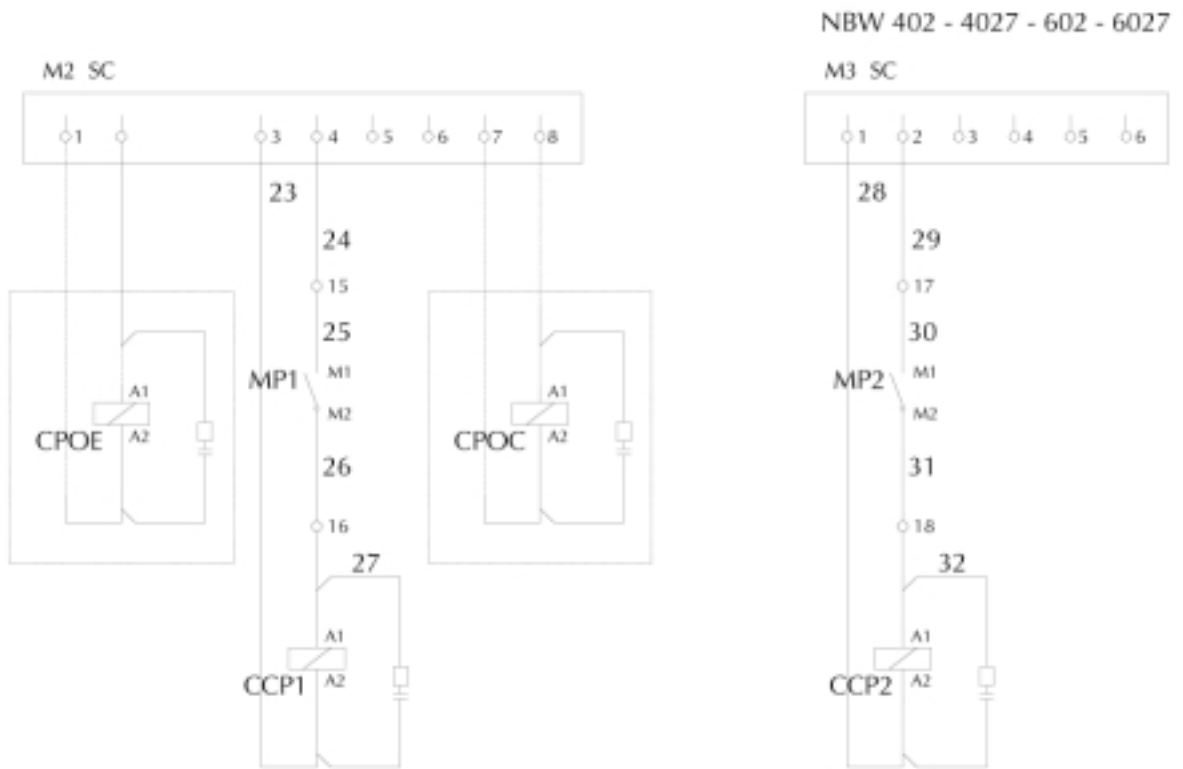 NBW 402 - 4027 - 602 - 6027
M2 SC
M3 SC
1 3 4 5 6 7 8
1 2 3 4 5 6
23
28
24
29
15
17
25
30
MP1
M1
MP2
M1
A1
A1
M2
M2
CPOE
A2
CPOC
A2
26
31
16
18
27
32
A1
A1
CCP1
A2
CCP2
A2